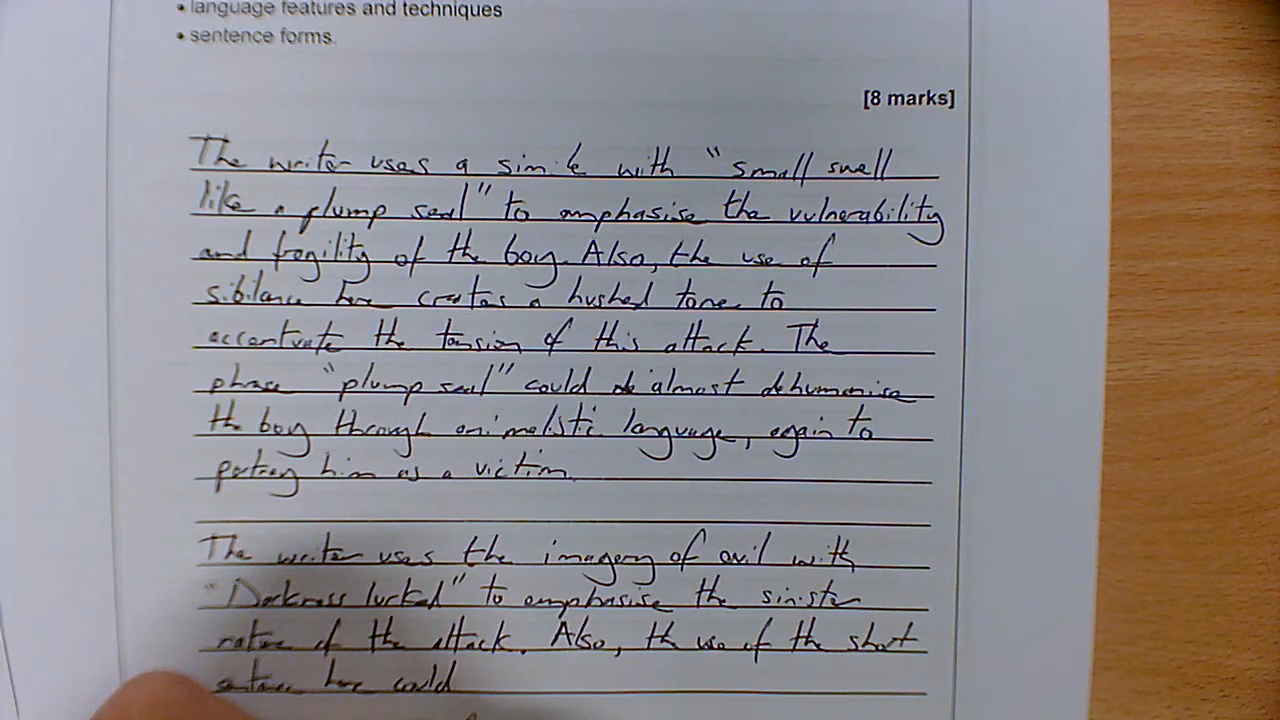 • language features and techniques
• sentence forms.
[8 marks]
The writer uses a simile with "small swell
like a plump seal" to emphasise the vulnerability
and fragility of the boy. Also, the use of
sibilance here creates a hushed tone to
accentuate the tension of this attack. The
phrase "plump seal" could almost dehumanise
the boy through animalistic language, again to
portray him as a victim.
The writer uses the imagery of evil with
"Darkness lurked" to emphasise the sinister
nature of the attack. Also, the use of the short
sentence here could